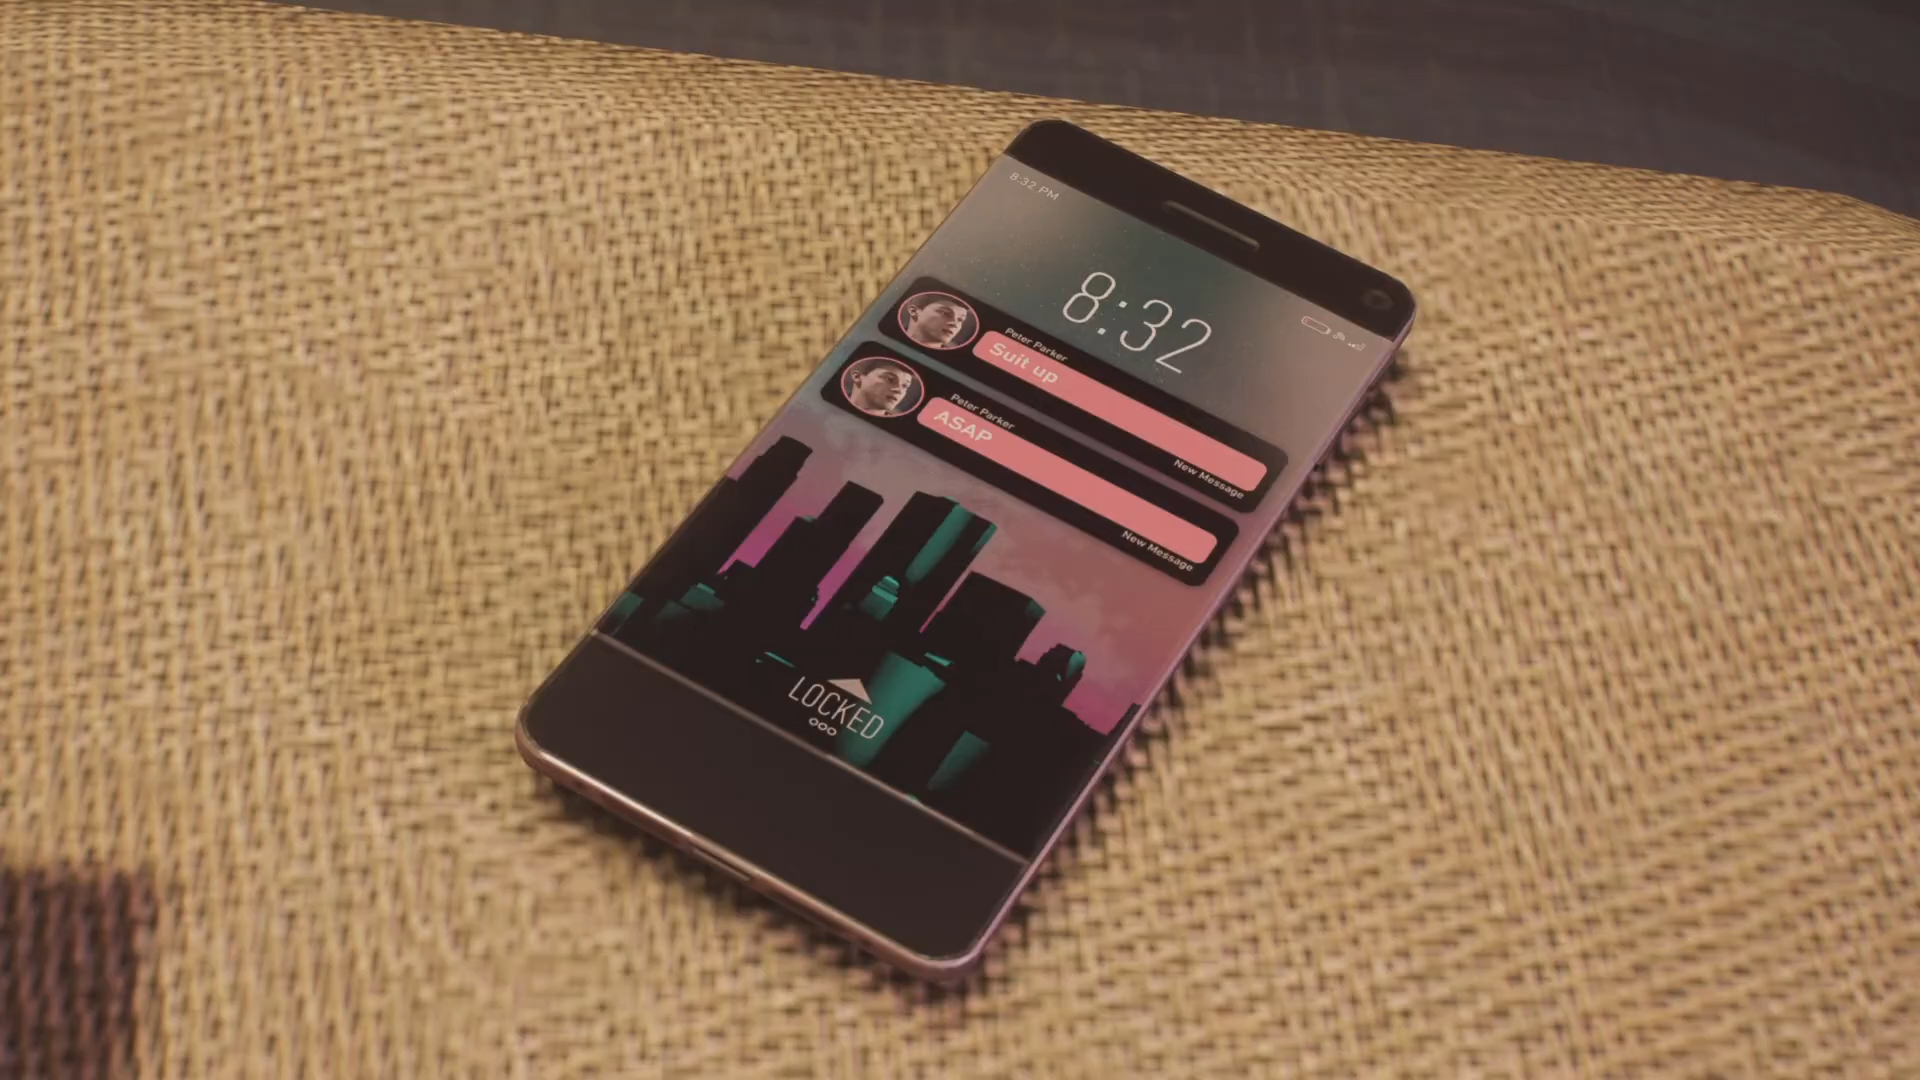 8:32 PM
8:32
Peter Parker
Suit up
New Message
Peter Parker
ASAP
New Message
LOCKED